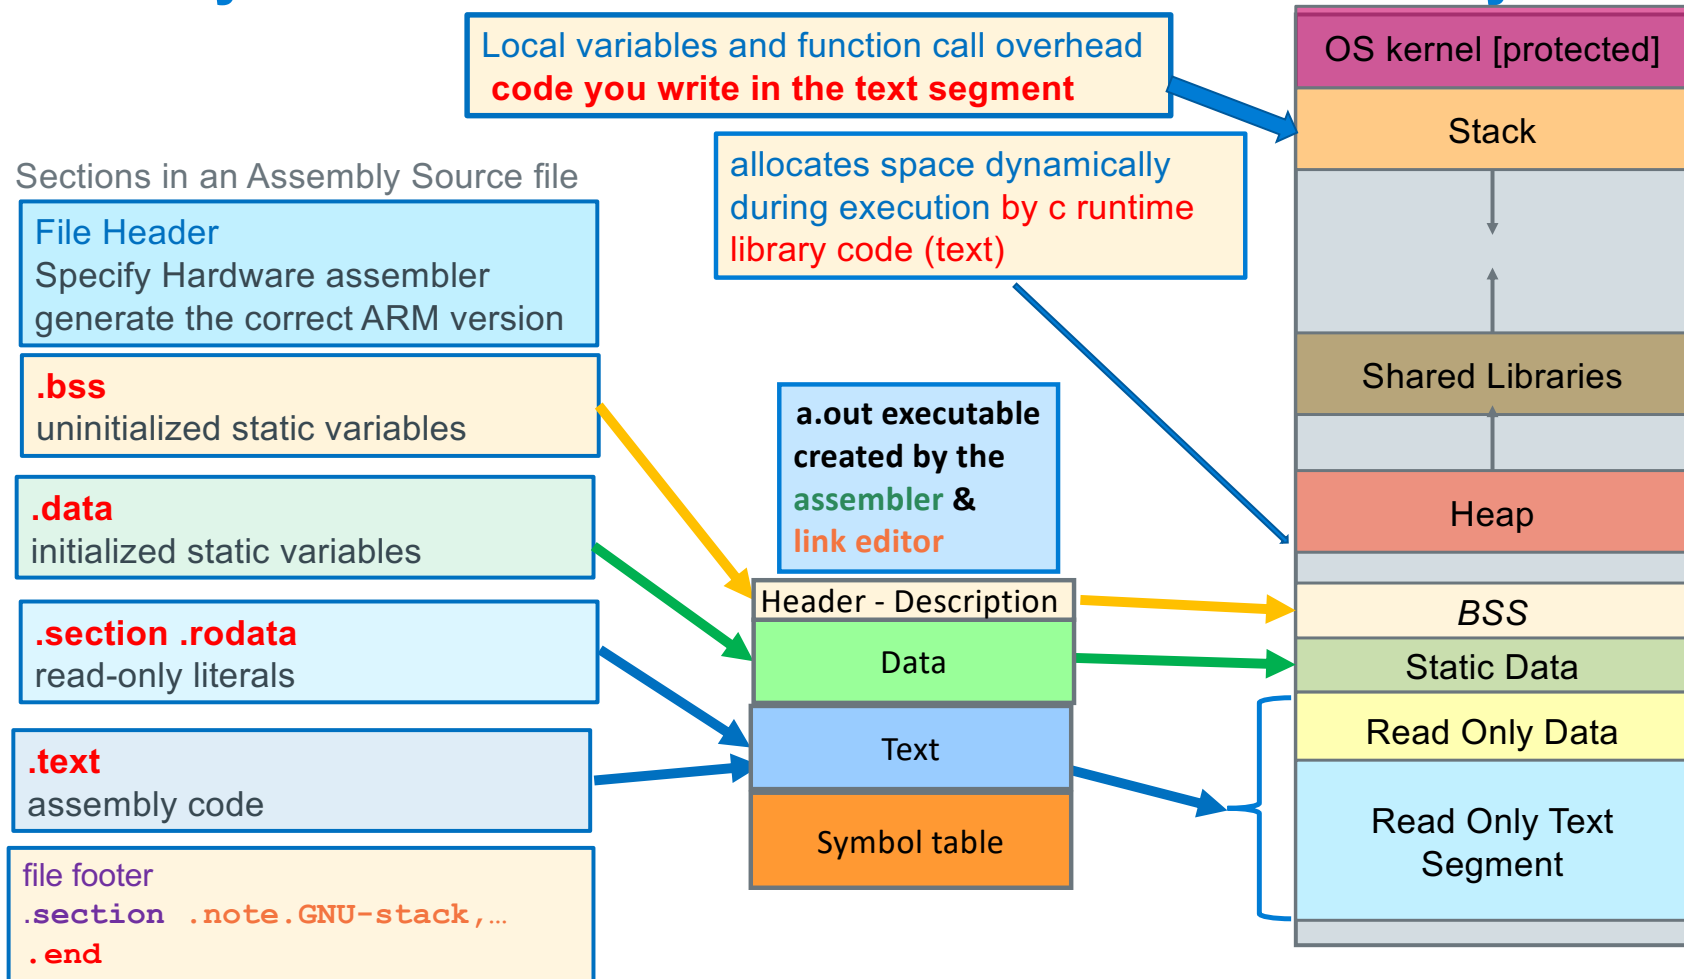 Local variables and function call overhead
code you write in the text segment
allocates space dynamically
during execution by c runtime
library code (text)
Sections in an Assembly Source file
File Header
Specify Hardware assembler
generate the correct ARM version
.bss
uninitialized static variables
.data
initialized static variables
.section .rodata
read-only literals
.text
assembly code
file footer
.section .note.GNU-stack,…
.end
a.out executable
created by the
assembler &
link editor
Header - Description
Data
Text
Symbol table
OS kernel [protected]
Stack
Shared Libraries
Heap
BSS
Static Data
Read Only Data
Read Only Text
Segment